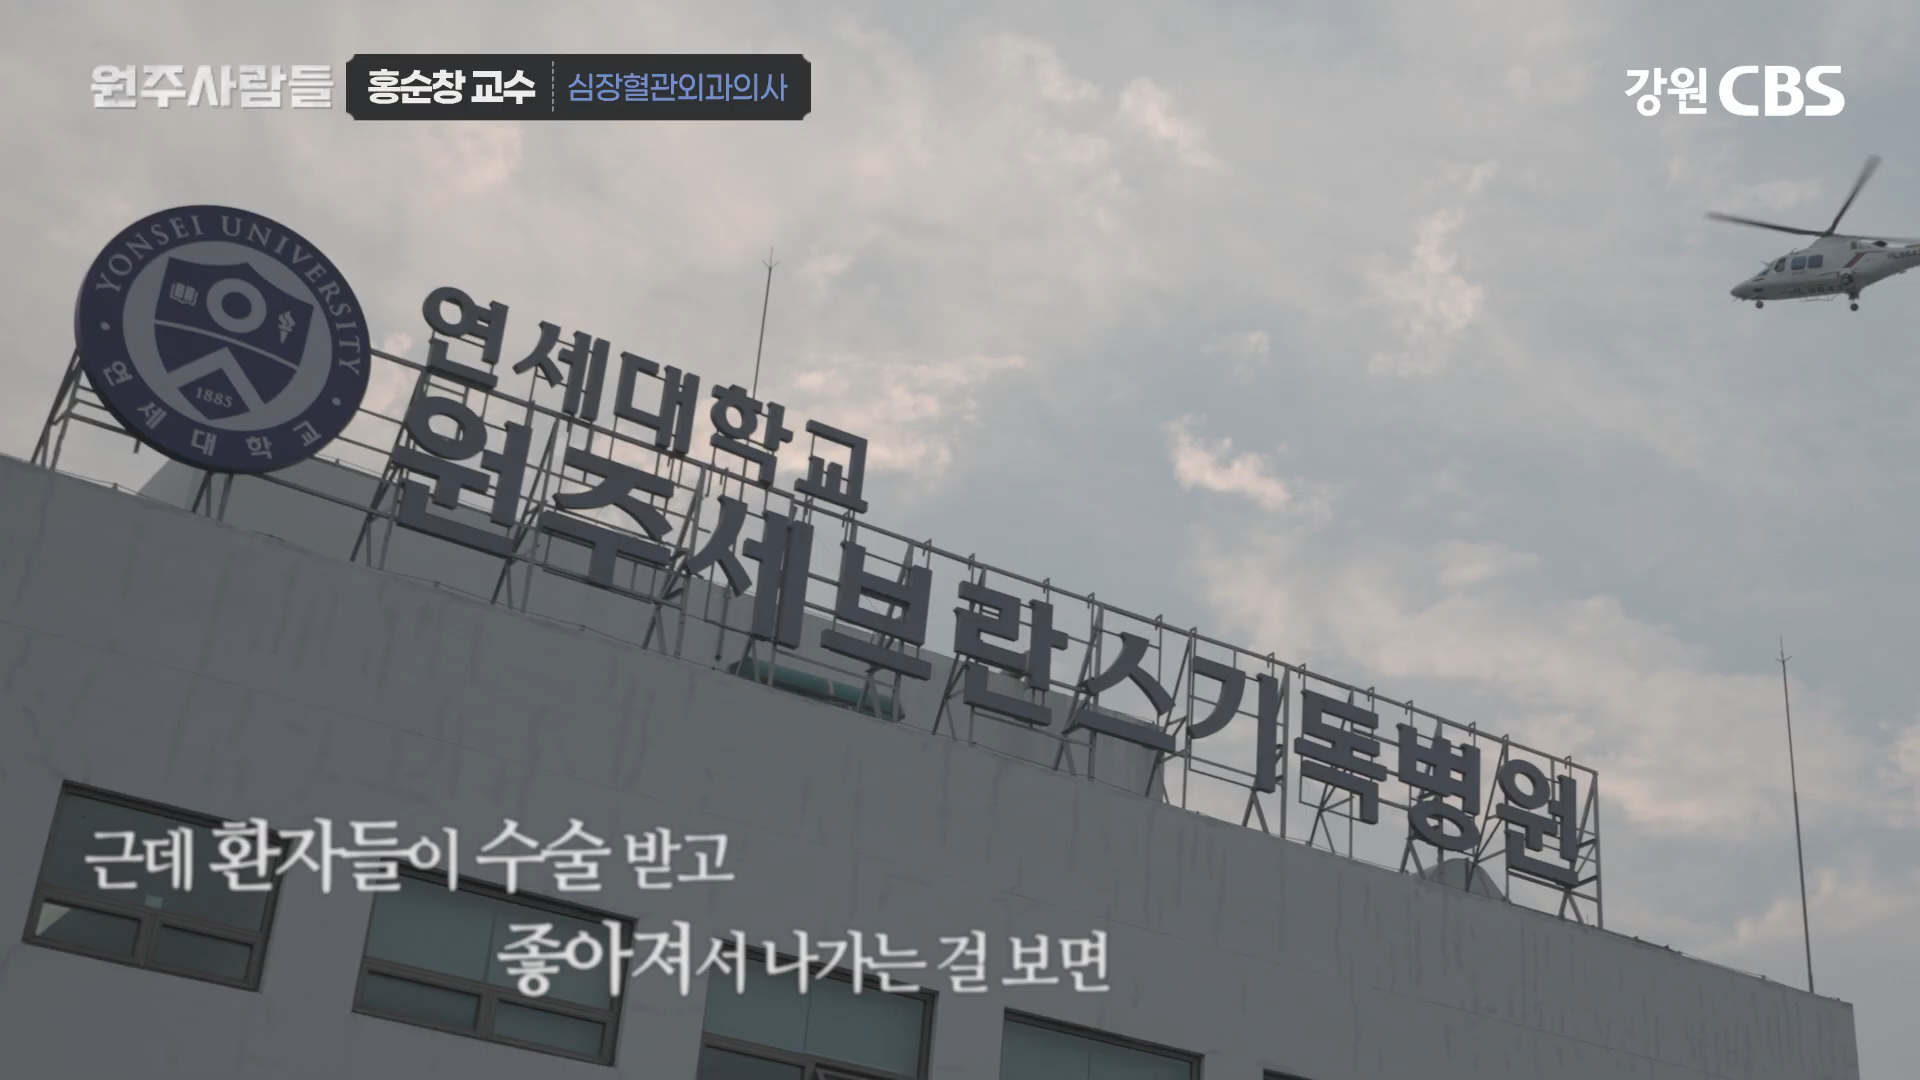 원주사람들 홍순창 교수 심장혈관외과의사
강원 CBS
YONSEI UNIVERSITY
1885
연세대학교
연세대학교
원주세브란스기독병원
근데 환자들이 수술 받고
좋아져서 나가는 걸 보면